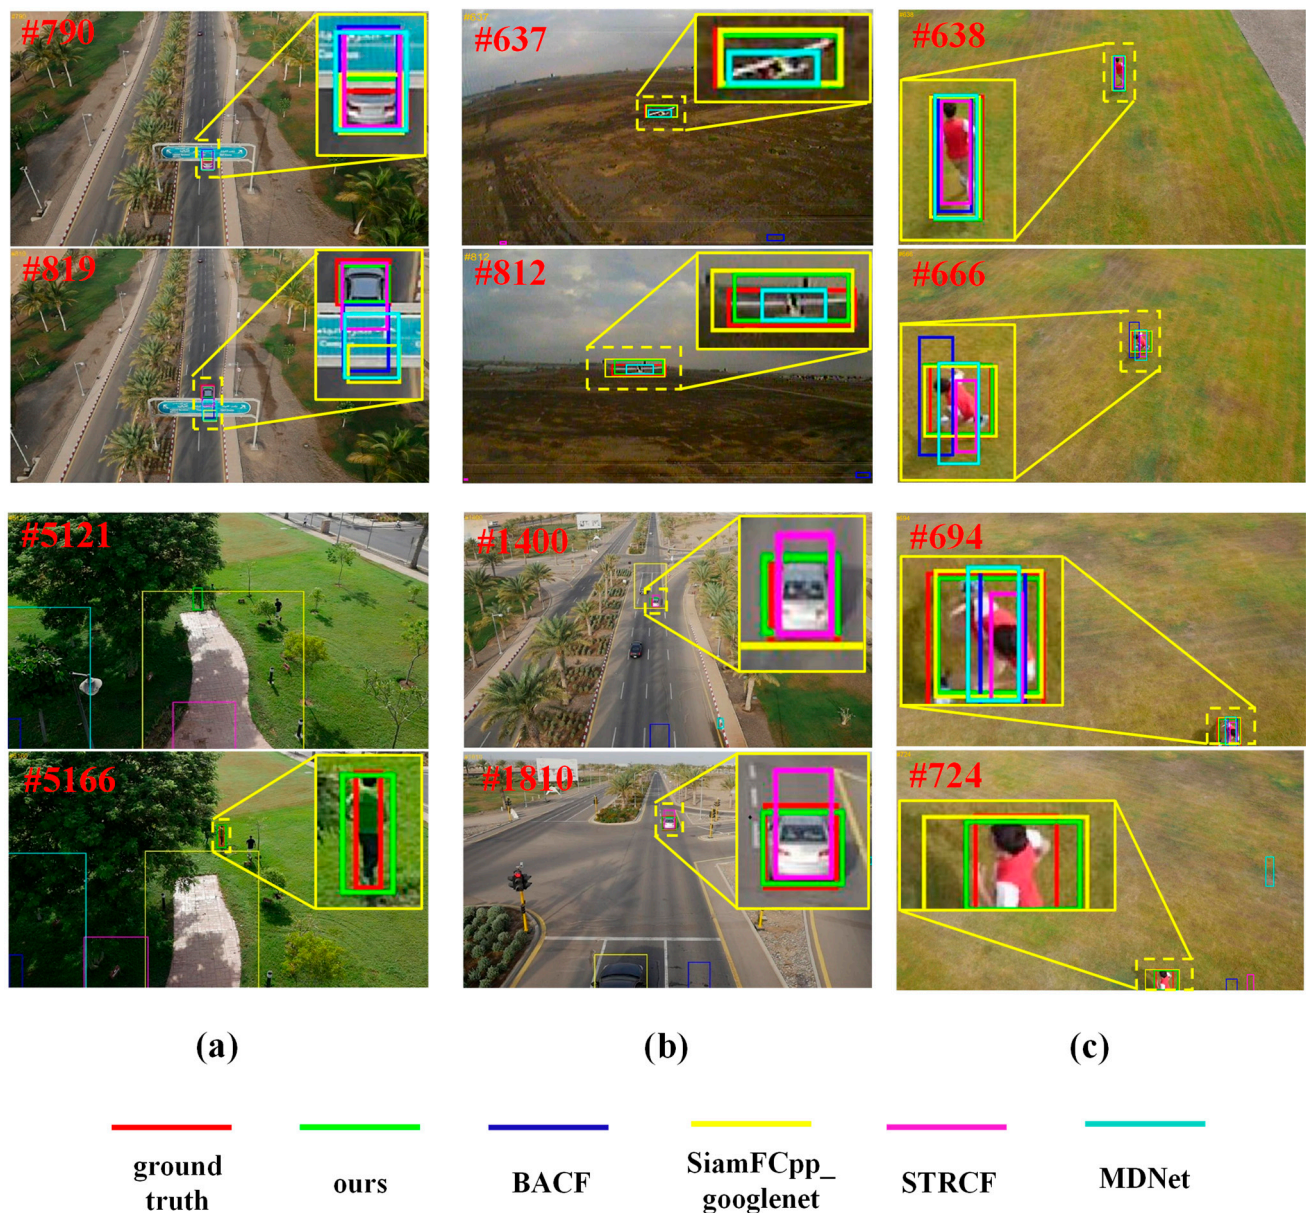 #790
#637
#638
#819
#812
#666
#5121
#1400
#694
#5166
#1810
#724
(a)
(b)
(c)
ground
truth
ours
BACF
SiamFCpp_
googlenet
STRCF
MDNet